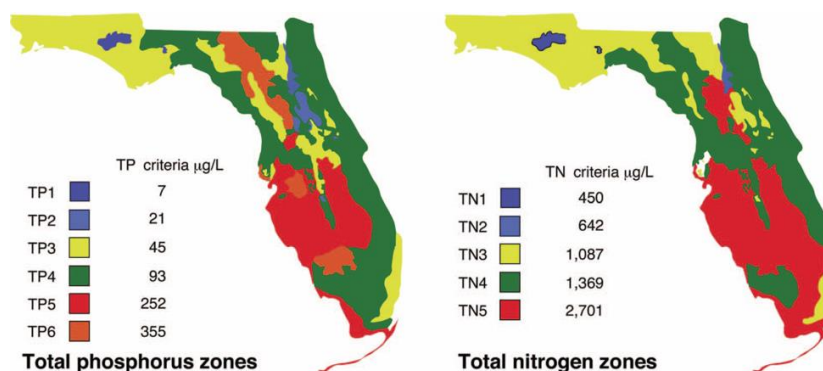 TP criteria µg/L
TP1 7
TP2 21
TP3 45
TP4 93
TP5 252
TP6 355
Total phosphorus zones
TN criteria µg/L
TN1 450
TN2 642
TN3 1,087
TN4 1,369
TN5 2,701
Total nitrogen zones